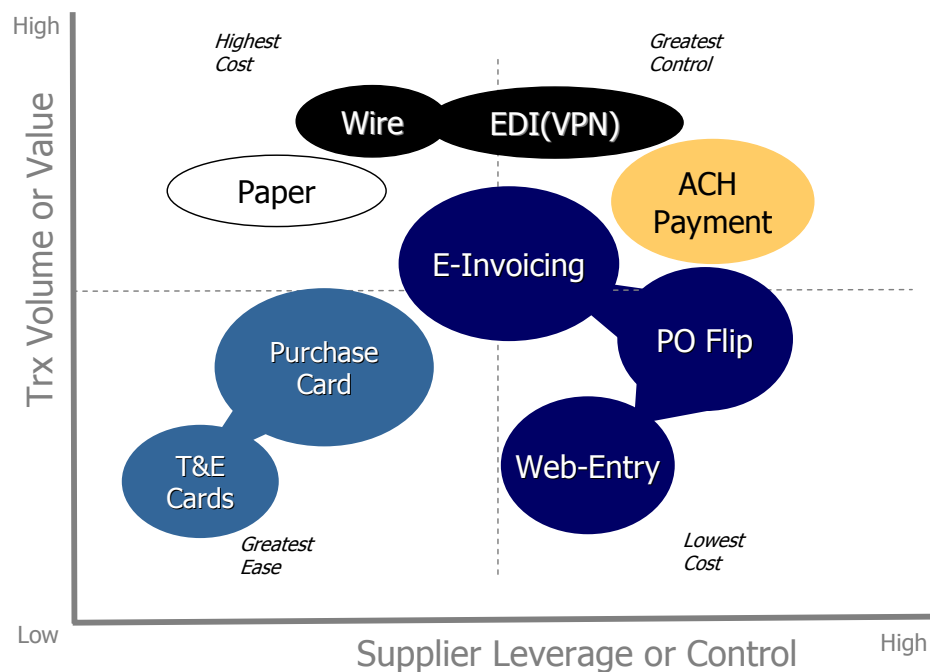 High
Highest
Cost
Greatest
Control
Wire
EDI(VPN)
Paper
ACH
Payment
E-Invoicing
Trx Volume or Value
Purchase
Card
PO Flip
T&E
Cards
Web-Entry
Greatest
Ease
Lowest
Cost
Low
Supplier Leverage or Control
High